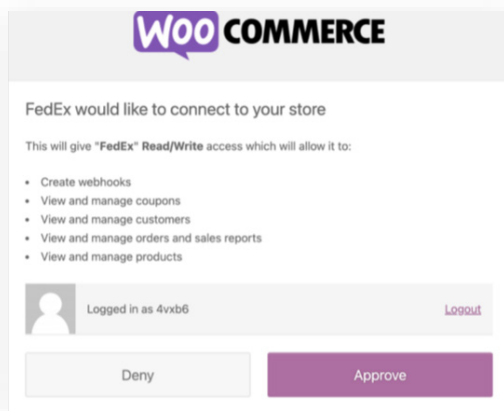 WOO COMMERCE
FedEx would like to connect to your store
This will give "FedEx" Read/Write access which will allow it to:
• Create webhooks
• View and manage coupons
• View and manage customers
• View and manage orders and sales reports
• View and manage products
Logged in as 4vxb6 Logout
Deny Approve